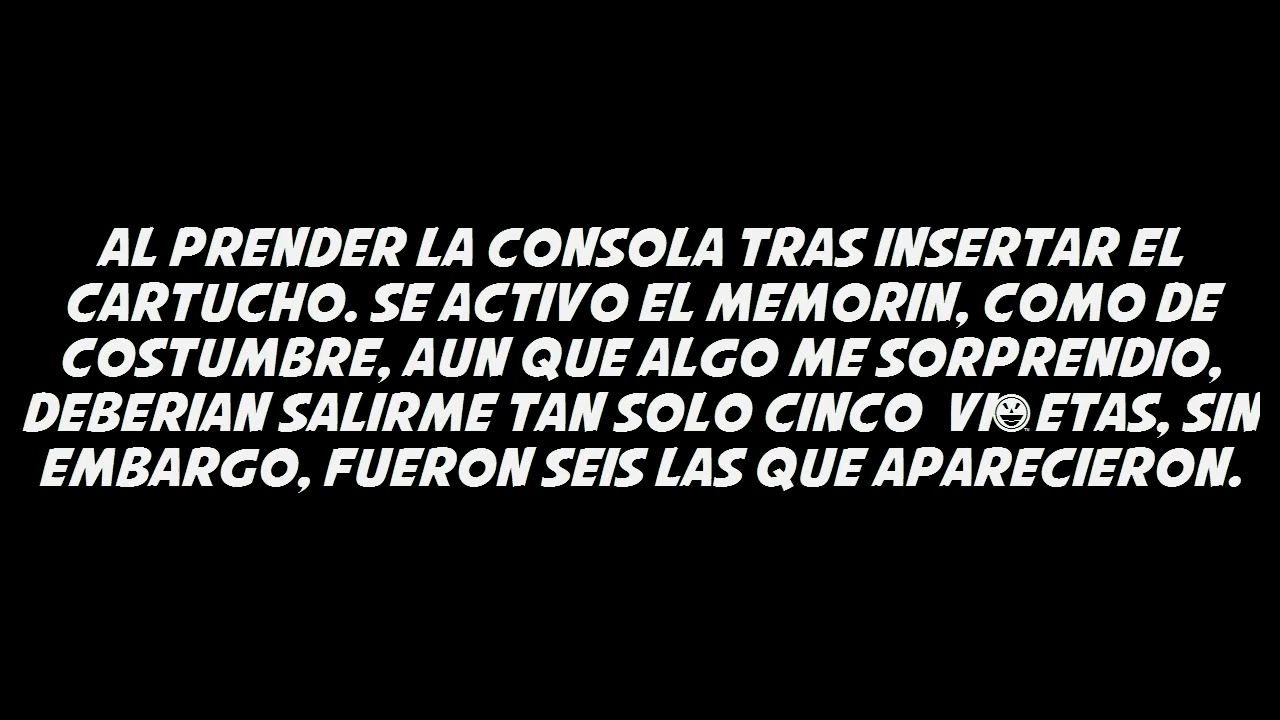 AL PRENDER LA CONSOLA TRAS INSERTAR EL
CARTUCHO. SE ACTIVO EL MEMORIN, COMO DE
COSTUMBRE, AUN QUE ALGO ME SORPRENDIO,
DEBERIAN SALIRME TAN SOLO CINCO VI ETAS, SIN
EMBARGO, FUERON SEIS LAS QUE APARECIERON.